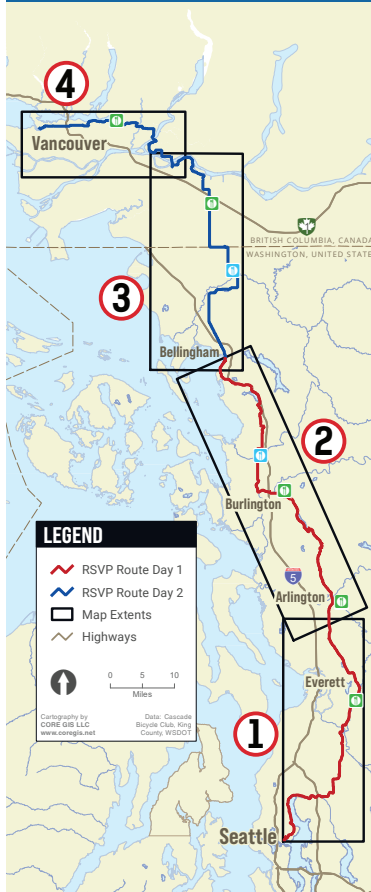 4
Vancouver
BRITISH COLUMBIA, CANADA
WASHINGTON, UNITED STATES
3
Bellingham
2
Burlington
5
Arlington
LEGEND
RSVP Route Day 1
RSVP Route Day 2
Map Extents
Highways
0 5 10
Miles
Cartography by
CORE GIS LLC
www.coregis.net
Data: Cascade
Bicycle Club, King
County, WSDOT
Everett
1
Seattle